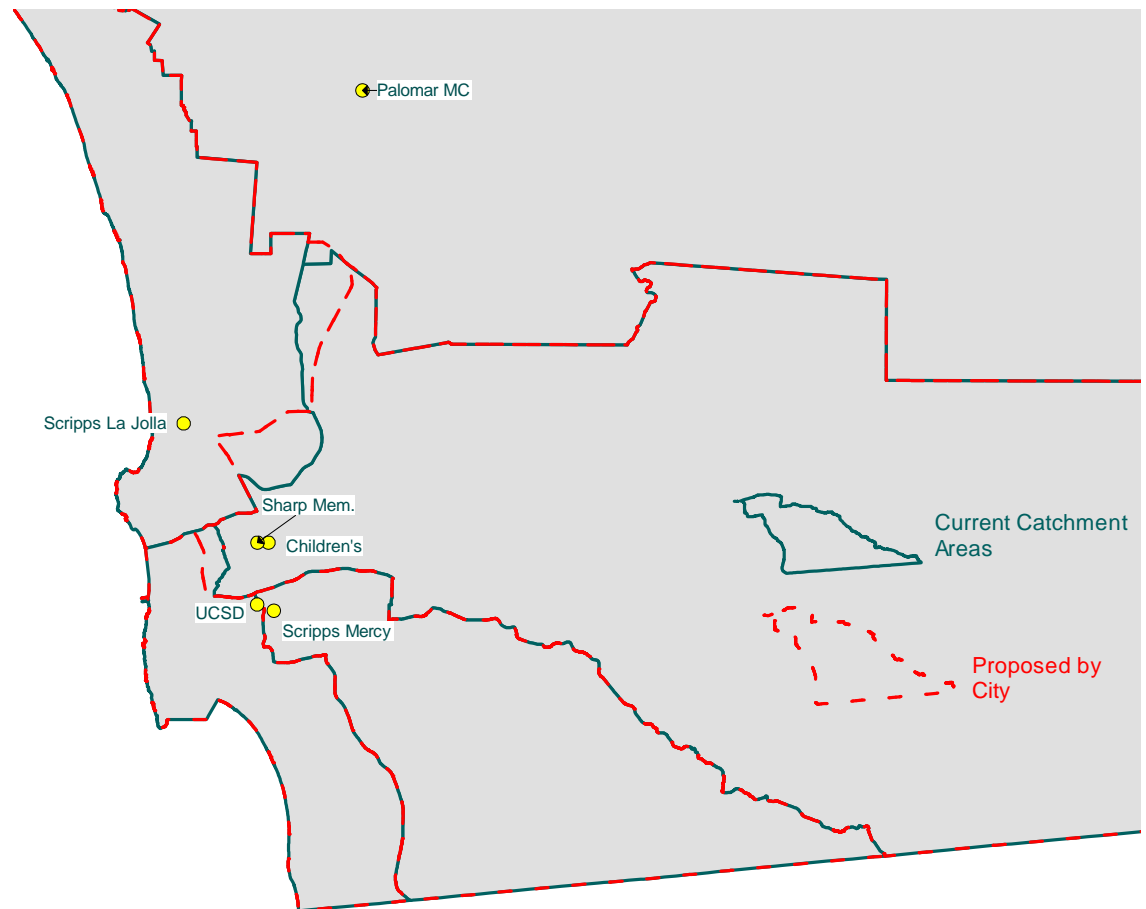 Palomar MC
Scripps La Jolla
Sharp Mem.
Children's
UCSD
Scripps Mercy
Current Catchment
Areas
Proposed by
City